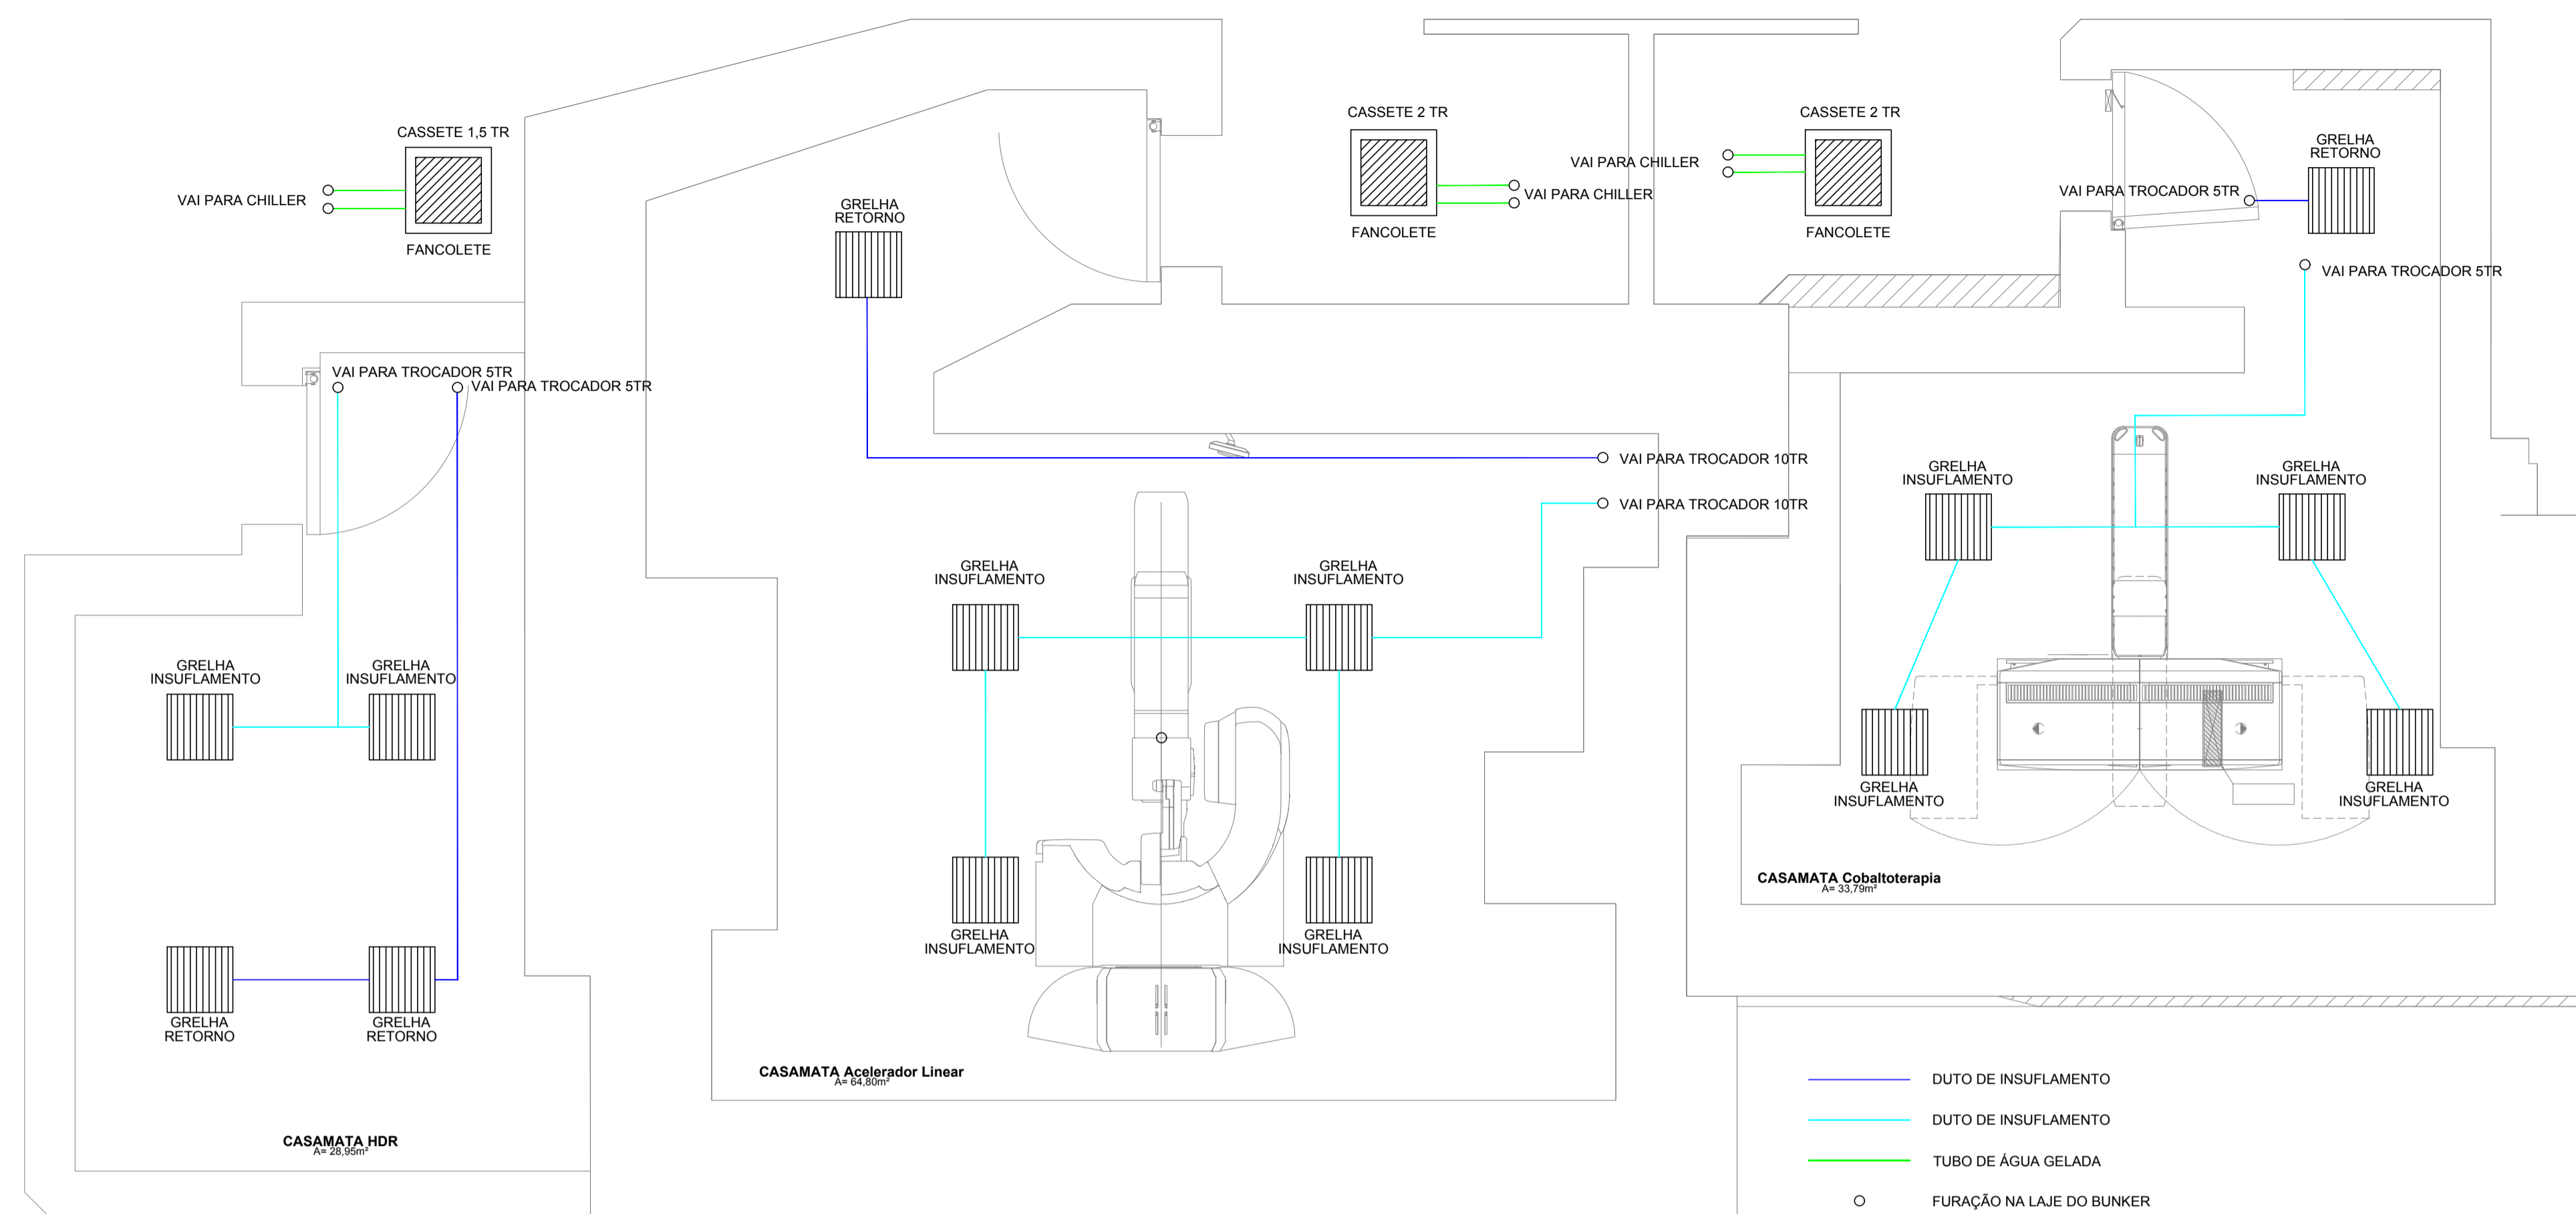 CASSETE 1,5 TR
VAI PARA CHILLER
FANCOLETE
VAI PARA TROCADOR 5TR
VAI PARA TROCADOR 5TR
GRELHA
INSUFLAMENTO
GRELHA
INSUFLAMENTO
GRELHA
RETORNO
GRELHA
RETORNO
CASAMATA HDR
A= 28,95m²
GRELHA
RETORNO
CASSETE 2 TR
VAI PARA CHILLER
FANCOLETE
CASSETE 2 TR
VAI PARA CHILLER
FANCOLETE
VAI PARA TROCADOR 10TR
VAI PARA TROCADOR 10TR
GRELHA
INSUFLAMENTO
GRELHA
INSUFLAMENTO
GRELHA
INSUFLAMENTO
GRELHA
INSUFLAMENTO
CASAMATA Acelerador Linear
A= 64,80m²
GRELHA
RETORNO
VAI PARA TROCADOR 5TR
VAI PARA TROCADOR 5TR
GRELHA
INSUFLAMENTO
GRELHA
INSUFLAMENTO
GRELHA
INSUFLAMENTO
GRELHA
INSUFLAMENTO
CASAMATA Cobaltoterapia
A= 33,79m²
DUTO DE INSUFLAMENTO
DUTO DE INSUFLAMENTO
TUBO DE ÁGUA GELADA
FURAÇÃO NA LAJE DO BUNKER